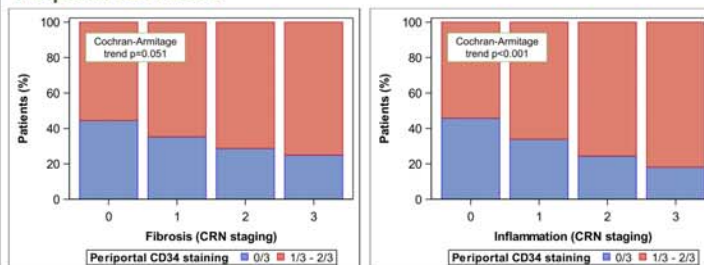 Cochran-Armitage
trend p=0.051
Patients (%)
100
80
60
40
20
0
0 1 2 3
Fibrosis (CRN staging)
Periportal CD34 staining 0/3 1/3 - 2/3
Cochran-Armitage
trend p<0.001
Patients (%)
100
80
60
40
20
0
0 1 2 3
Inflammation (CRN staging)
Periportal CD34 staining 0/3 1/3 - 2/3